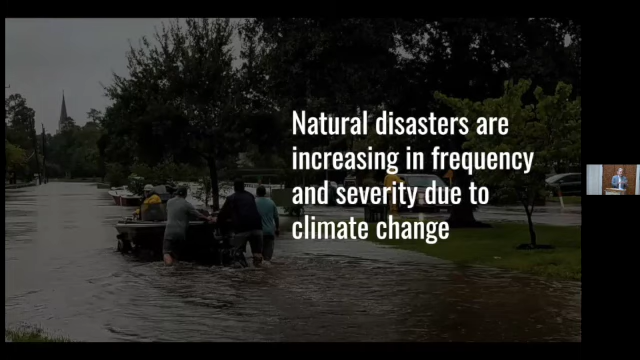 Natural disasters are
increasing in frequency
and severity due to
climate change